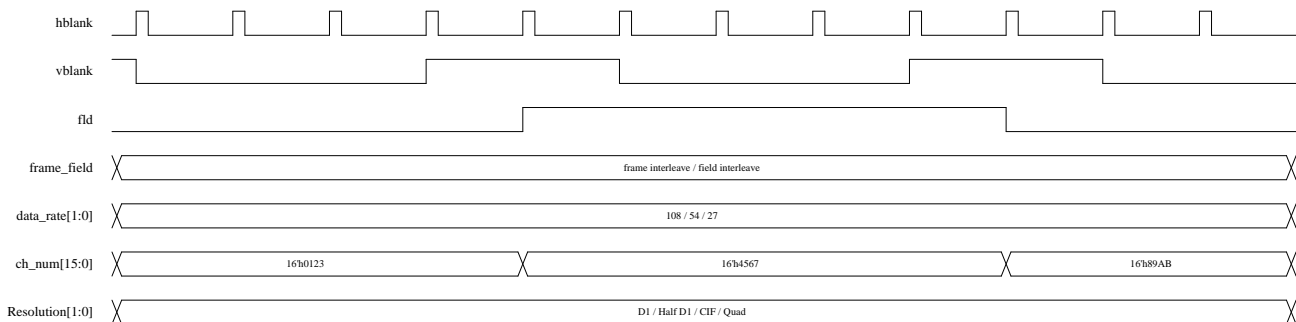 hblank
vblank
fld
frame_field
frame interleave / field interleave
data_rate[1:0]
108 / 54 / 27
ch_num[15:0]
16'h0123
16'h4567
16'h89AB
Resolution[1:0]
D1 / Half D1 / CIF / Quad